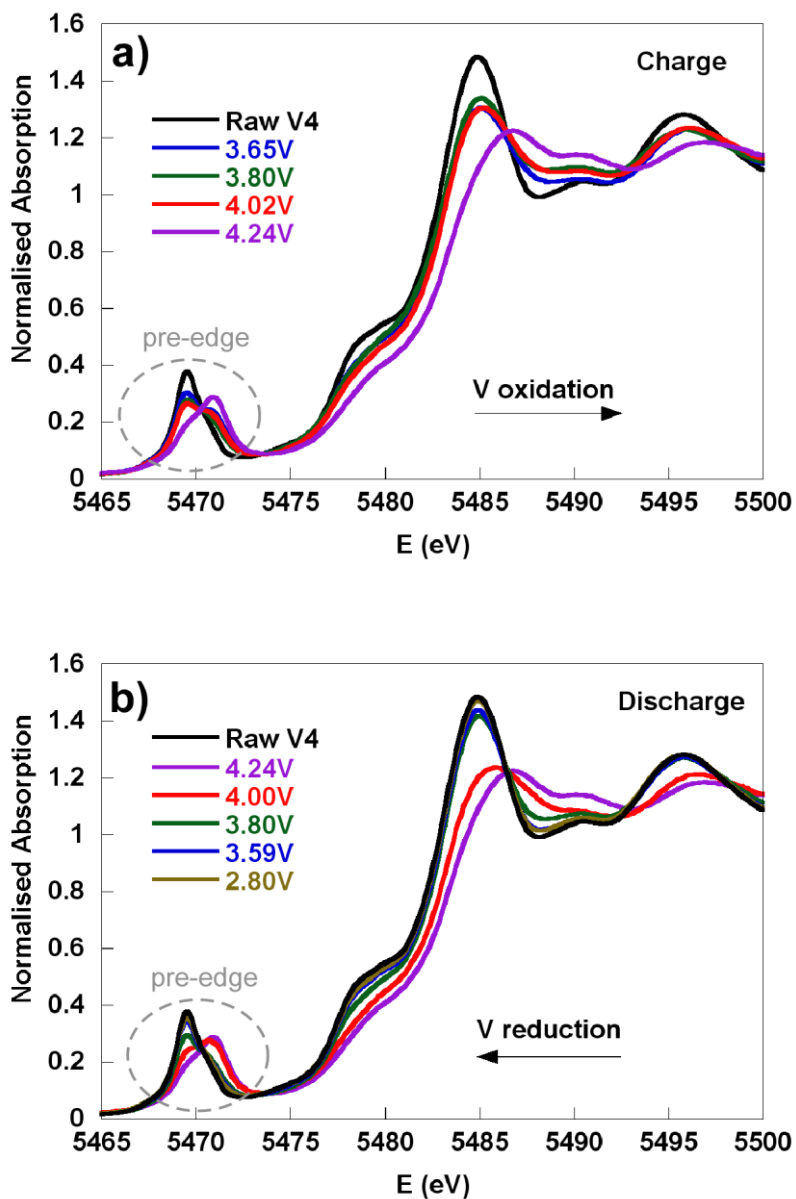 a)
Charge
Raw V4
3.65V
3.80V
4.02V
4.24V
pre-edge
V oxidation
Normalised Absorption
1.6
1.4
1.2
1
0.8
0.6
0.4
0.2
0
5465 5470 5475 5480 5485 5490 5495 5500
E (eV)
b)
Discharge
Raw V4
4.24V
4.00V
3.80V
3.59V
2.80V
pre-edge
V reduction
Normalised Absorption
1.6
1.4
1.2
1
0.8
0.6
0.4
0.2
0
5465 5470 5475 5480 5485 5490 5495 5500
E (eV)